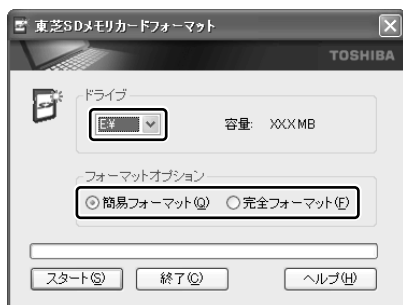 東芝SDメモリカードフォーマット
TOSHIBA
ドライブ
E:¥
容量: XXXMB
フォーマットオプション
簡易フォーマット(Q) 完全フォーマット(F)
スタート(S) 終了(C) ヘルプ(H)